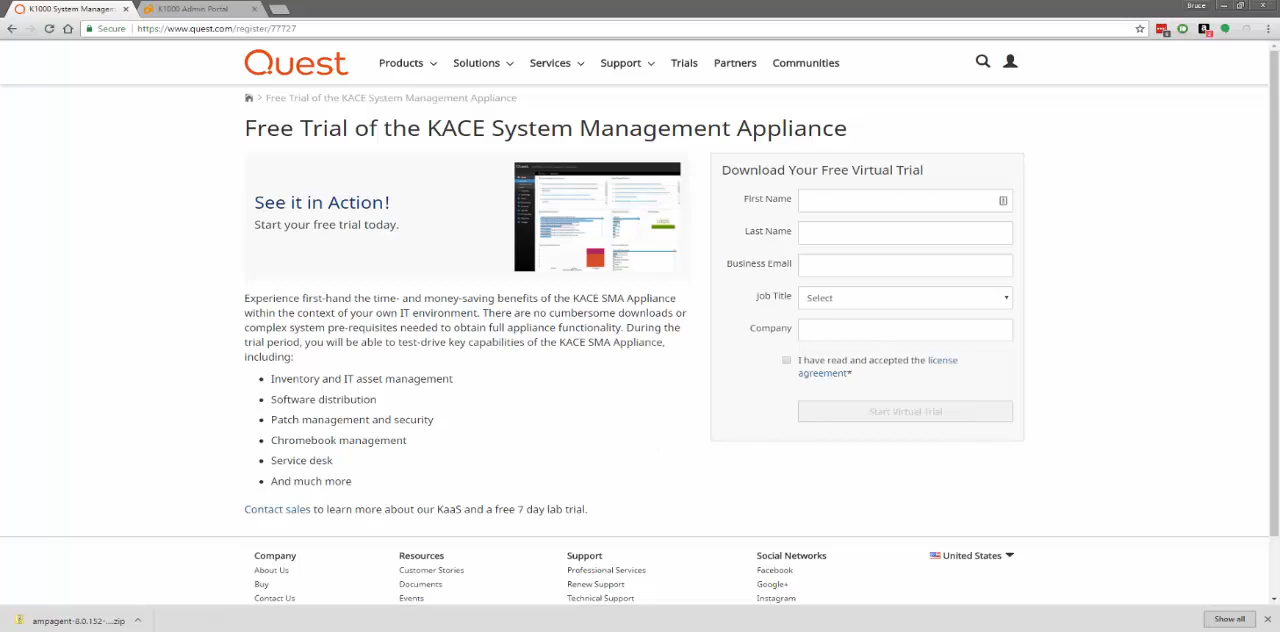 K1000 System Managem
K1000 Admin Portal
Bruce
Secure
https://www.quest.com/register/77727
Quest
Products
Solutions
Services
Support
Trials
Partners
Communities
> Free Trial of the KACE System Management Appliance
Free Trial of the KACE System Management Appliance
See it in Action!
Start your free trial today.
Download Your Free Virtual Trial
First Name
Last Name
Business Email
Job Title
Select
Company
I have read and accepted the license
agreement*
Start Virtual Trial
Experience first-hand the time- and money-saving benefits of the KACE SMA Appliance
within the context of your own IT environment. There are no cumbersome downloads or
complex system pre-requisites needed to obtain full appliance functionality. During the
trial period, you will be able to test-drive key capabilities of the KACE SMA Appliance,
including:
• Inventory and IT asset management
• Software distribution
• Patch management and security
• Chromebook management
• Service desk
• And much more
Contact sales to learn more about our KaaS and a free 7 day lab trial.
Company
About Us
Buy
Contact Us
Resources
Customer Stories
Documents
Events
Support
Professional Services
Renew Support
Technical Support
Social Networks
Facebook
Google+
Instagram
United States
ampagent-8.0.152-....zip
Show all